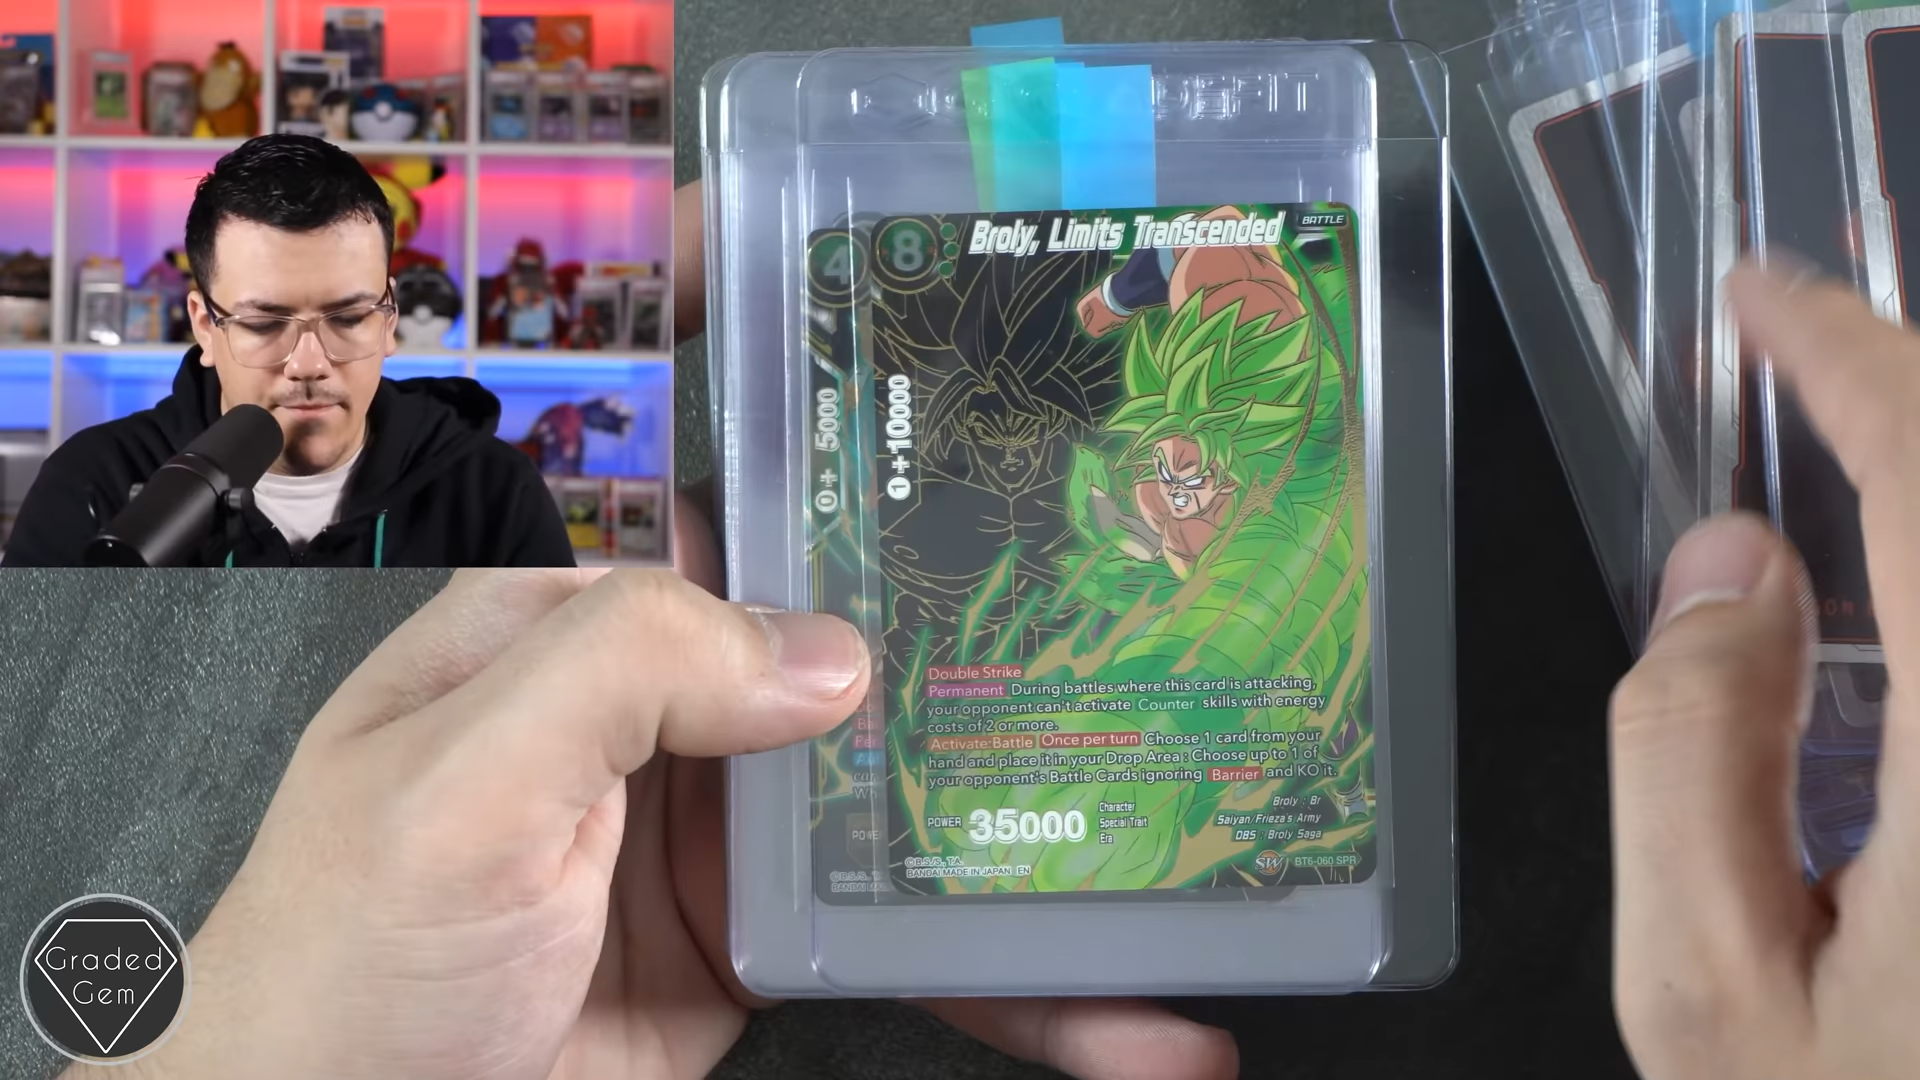 Broly, Limits Transcended
BATTLE
4
8
0+ 5000
1 +10000
Double Strike
Permanent During battles where this card is attacking,
your opponent can't activate Counter skills with energy
costs of 2 or more.
Activate:Battle Once per turn Choose 1 card from your
hand and place it in your Drop Area : Choose up to 1 of
your opponent's Battle Cards ignoring Barrier and KO it.
POWER 35000
Character
Special Trait
Era
Broly : Br
Saiyan/Frieza's Army
DBS : Broly Saga
©B.S./S., T.A.
BANDAI MADE IN JAPAN EN
SW BT6-060 SPR
Graded
Gem